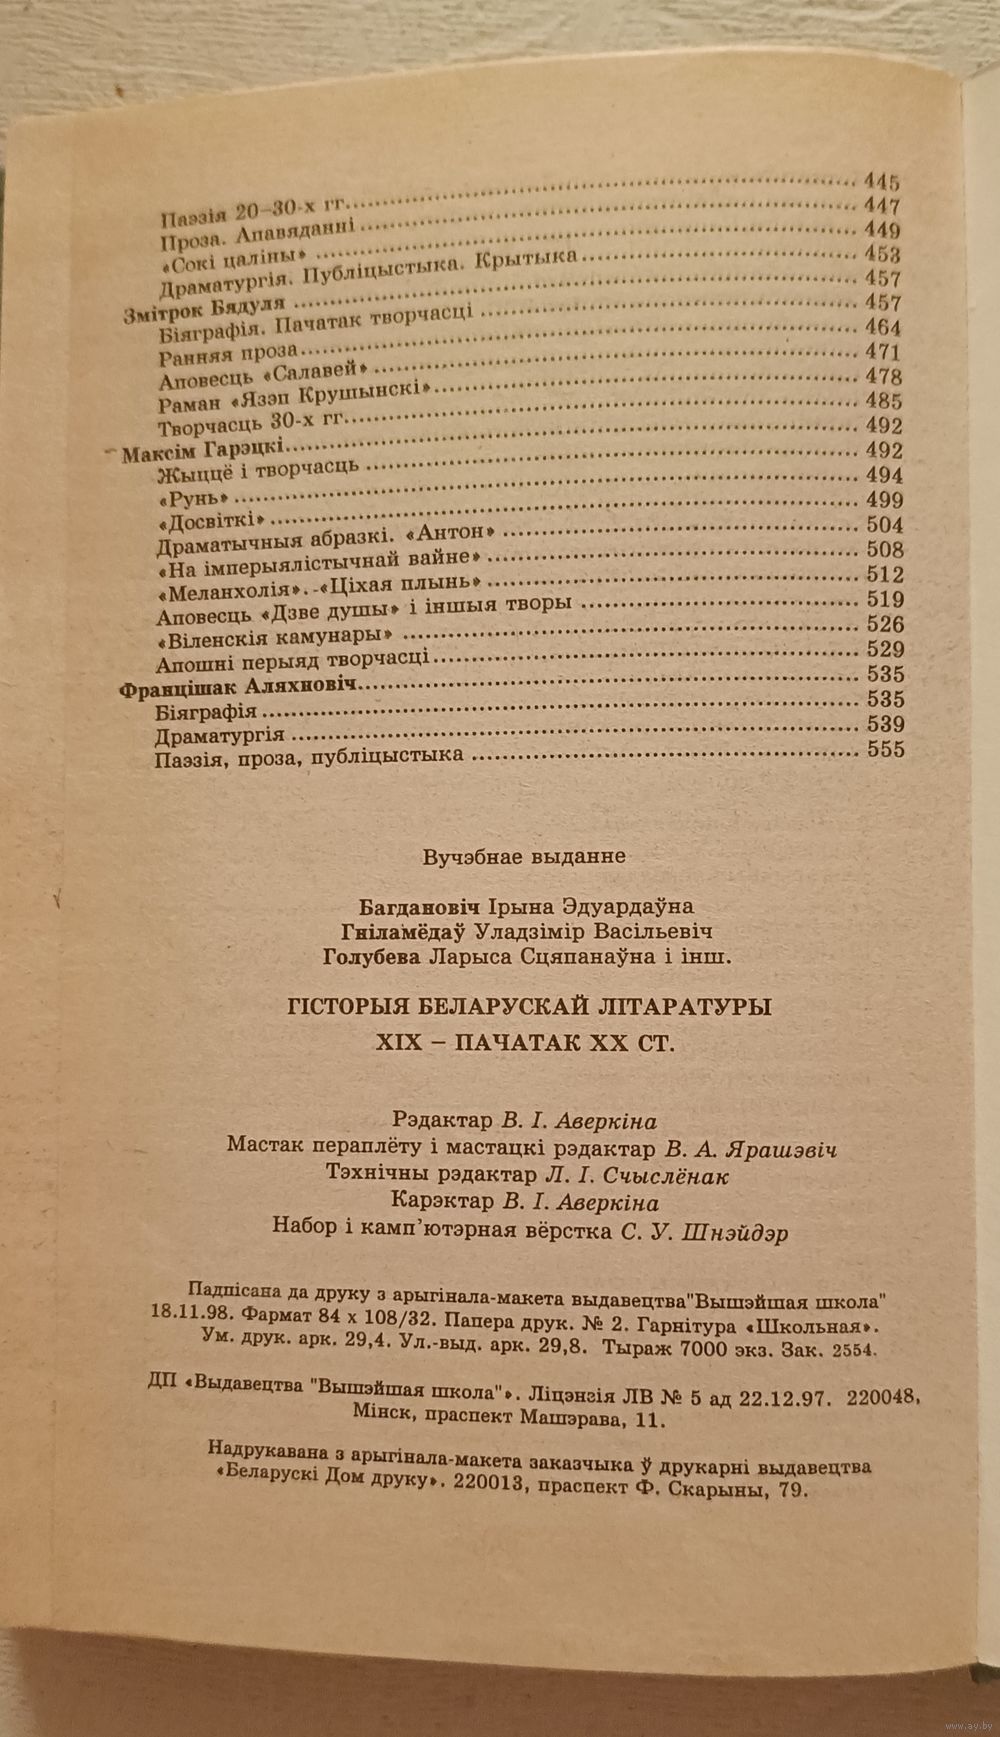 Паэзія 20–30-х гг. 445
Проза. Апавяданні 447
«Сокі цаліны» 449
Драматургія. Публіцыстыка. Крытыка 453
Змітрок Бядуля 457
Біяграфія. Пачатак творчасці 457
Ранняя проза 464
Аповесць «Салавей» 471
Раман «Язэп Крушынскі» 478
Творчасць 30-х гг. 485
Максім Гарэцкі 492
Жыццё і творчасць 492
«Рунь» 494
«Досвіткі» 499
Драматычныя абразкі. «Антон» 504
«На імперыялістычнай вайне» 508
«Меланхолія». «Ціхая плынь» 512
Аповесць «Дзве душы» і іншыя творы 519
«Віленскія камунары» 526
Апошні перыяд творчасці 529
Францішак Аляхновіч 535
Біяграфія 535
Драматургія 539
Паэзія, проза, публіцыстыка 555
Вучэбнае выданне
Багдановіч Ірына Эдуардаўна
Гніламёдаў Уладзімір Васільевіч
Голубева Ларыса Сцяпанаўна і інш.
ГІСТОРЫЯ БЕЛАРУСКАЙ ЛІТАРАТУРЫ
XIX – ПАЧАТАК XX СТ.
Рэдактар В. І. Аверкіна
Мастак пераплёту і мастацкі рэдактар В. А. Ярашэвіч
Тэхнічны рэдактар Л. І. Счыслёнак
Карэктар В. І. Аверкіна
Набор і камп'ютэрная вёрстка С. У. Шнэйдэр
Падпісана да друку з арыгінала-макета выдавецтва"Вышэйшая школа"
18.11.98. Фармат 84 х 108/32. Папера друк. № 2. Гарнітура «Школьная».
Ум. друк. арк. 29,4. Ул.-выд. арк. 29,8. Тыраж 7000 экз. Зак. 2554.
ДП «Выдавецтва "Вышэйшая школа"». Ліцэнзія ЛВ № 5 ад 22.12.97. 220048,
Мінск, праспект Машэрава, 11.
Надрукавана з арыгінала-макета заказчыка ў друкарні выдавецтва
«Беларускі Дом друку». 220013, праспект Ф. Скарыны, 79.
www.ay.by